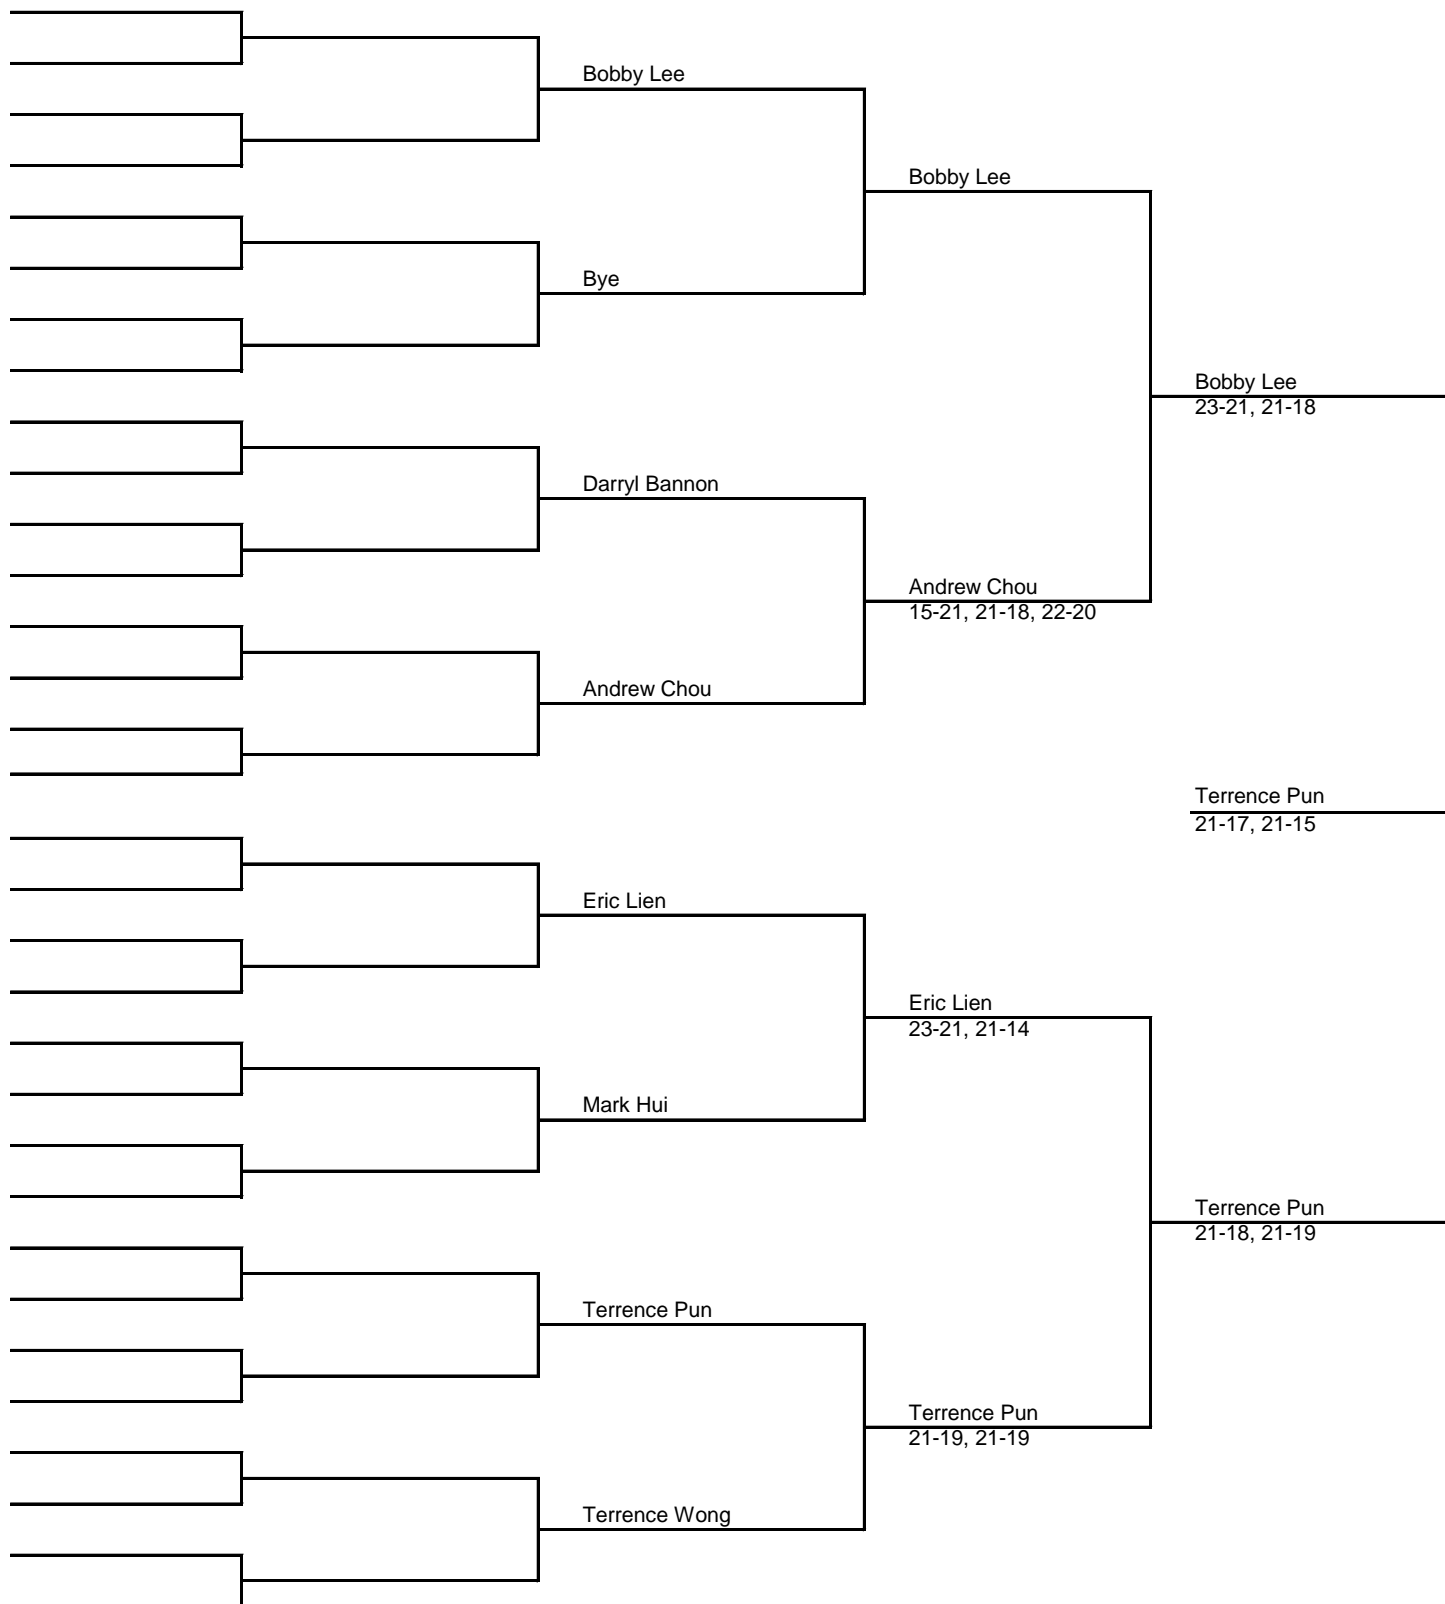 Bobby Lee
Bobby Lee
Bye
Bobby Lee
23-21, 21-18
Darryl Bannon
Andrew Chou
15-21, 21-18, 22-20
Andrew Chou
Terrence Pun
21-17, 21-15
Eric Lien
Eric Lien
23-21, 21-14
Mark Hui
Terrence Pun
21-18, 21-19
Terrence Pun
Terrence Pun
21-19, 21-19
Terrence Wong